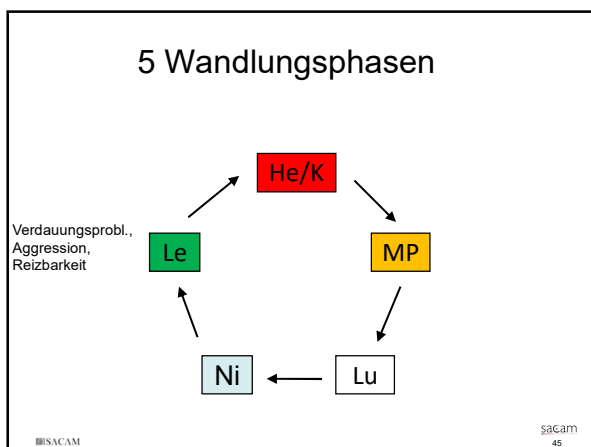 5 Wandlungsphasen
He/K
Verdauungsprobl.,
Aggression,
Reizbarkeit
Le
MP
Ni
Lu
SACAM
sacam
45